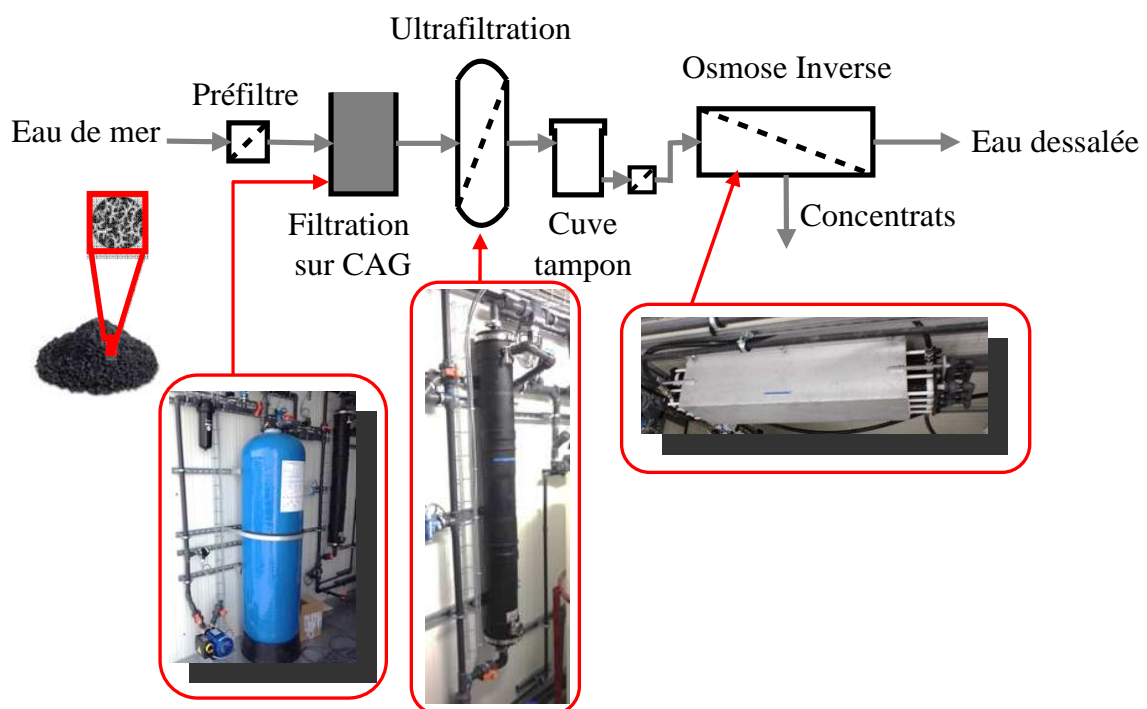 Ultrafiltration
Osmose Inverse
Préfiltre
Eau de mer
Eau dessalée
Filtration
sur CAG
Cuve
tampon
Concentrats